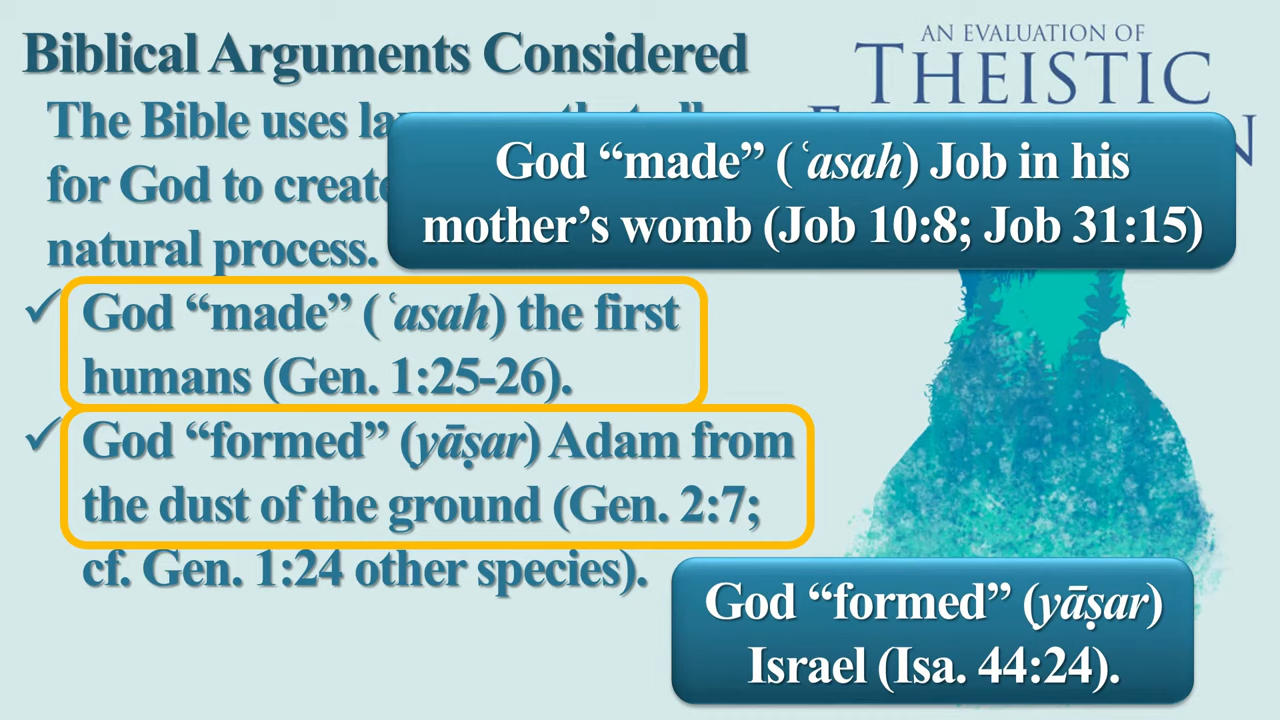 Biblical Arguments Considered
The Bible uses
for God to create
natural process.
✓ God “made” (ʿasah) the first
humans (Gen. 1:25-26).
✓ God “formed” (yāṣar) Adam from
the dust of the ground (Gen. 2:7;
cf. Gen. 1:24 other species).
AN EVALUATION OF
THEISTIC
God “made” (ʿasah) Job in his
mother’s womb (Job 10:8; Job 31:15)
God “formed” (yāṣar)
Israel (Isa. 44:24).